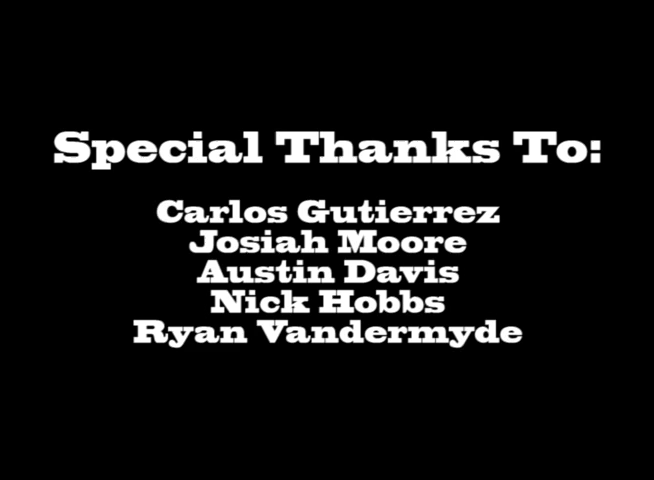 Special Thanks To:
Carlos Gutierrez
Josiah Moore
Austin Davis
Nick Hobbs
Ryan Vandermyde